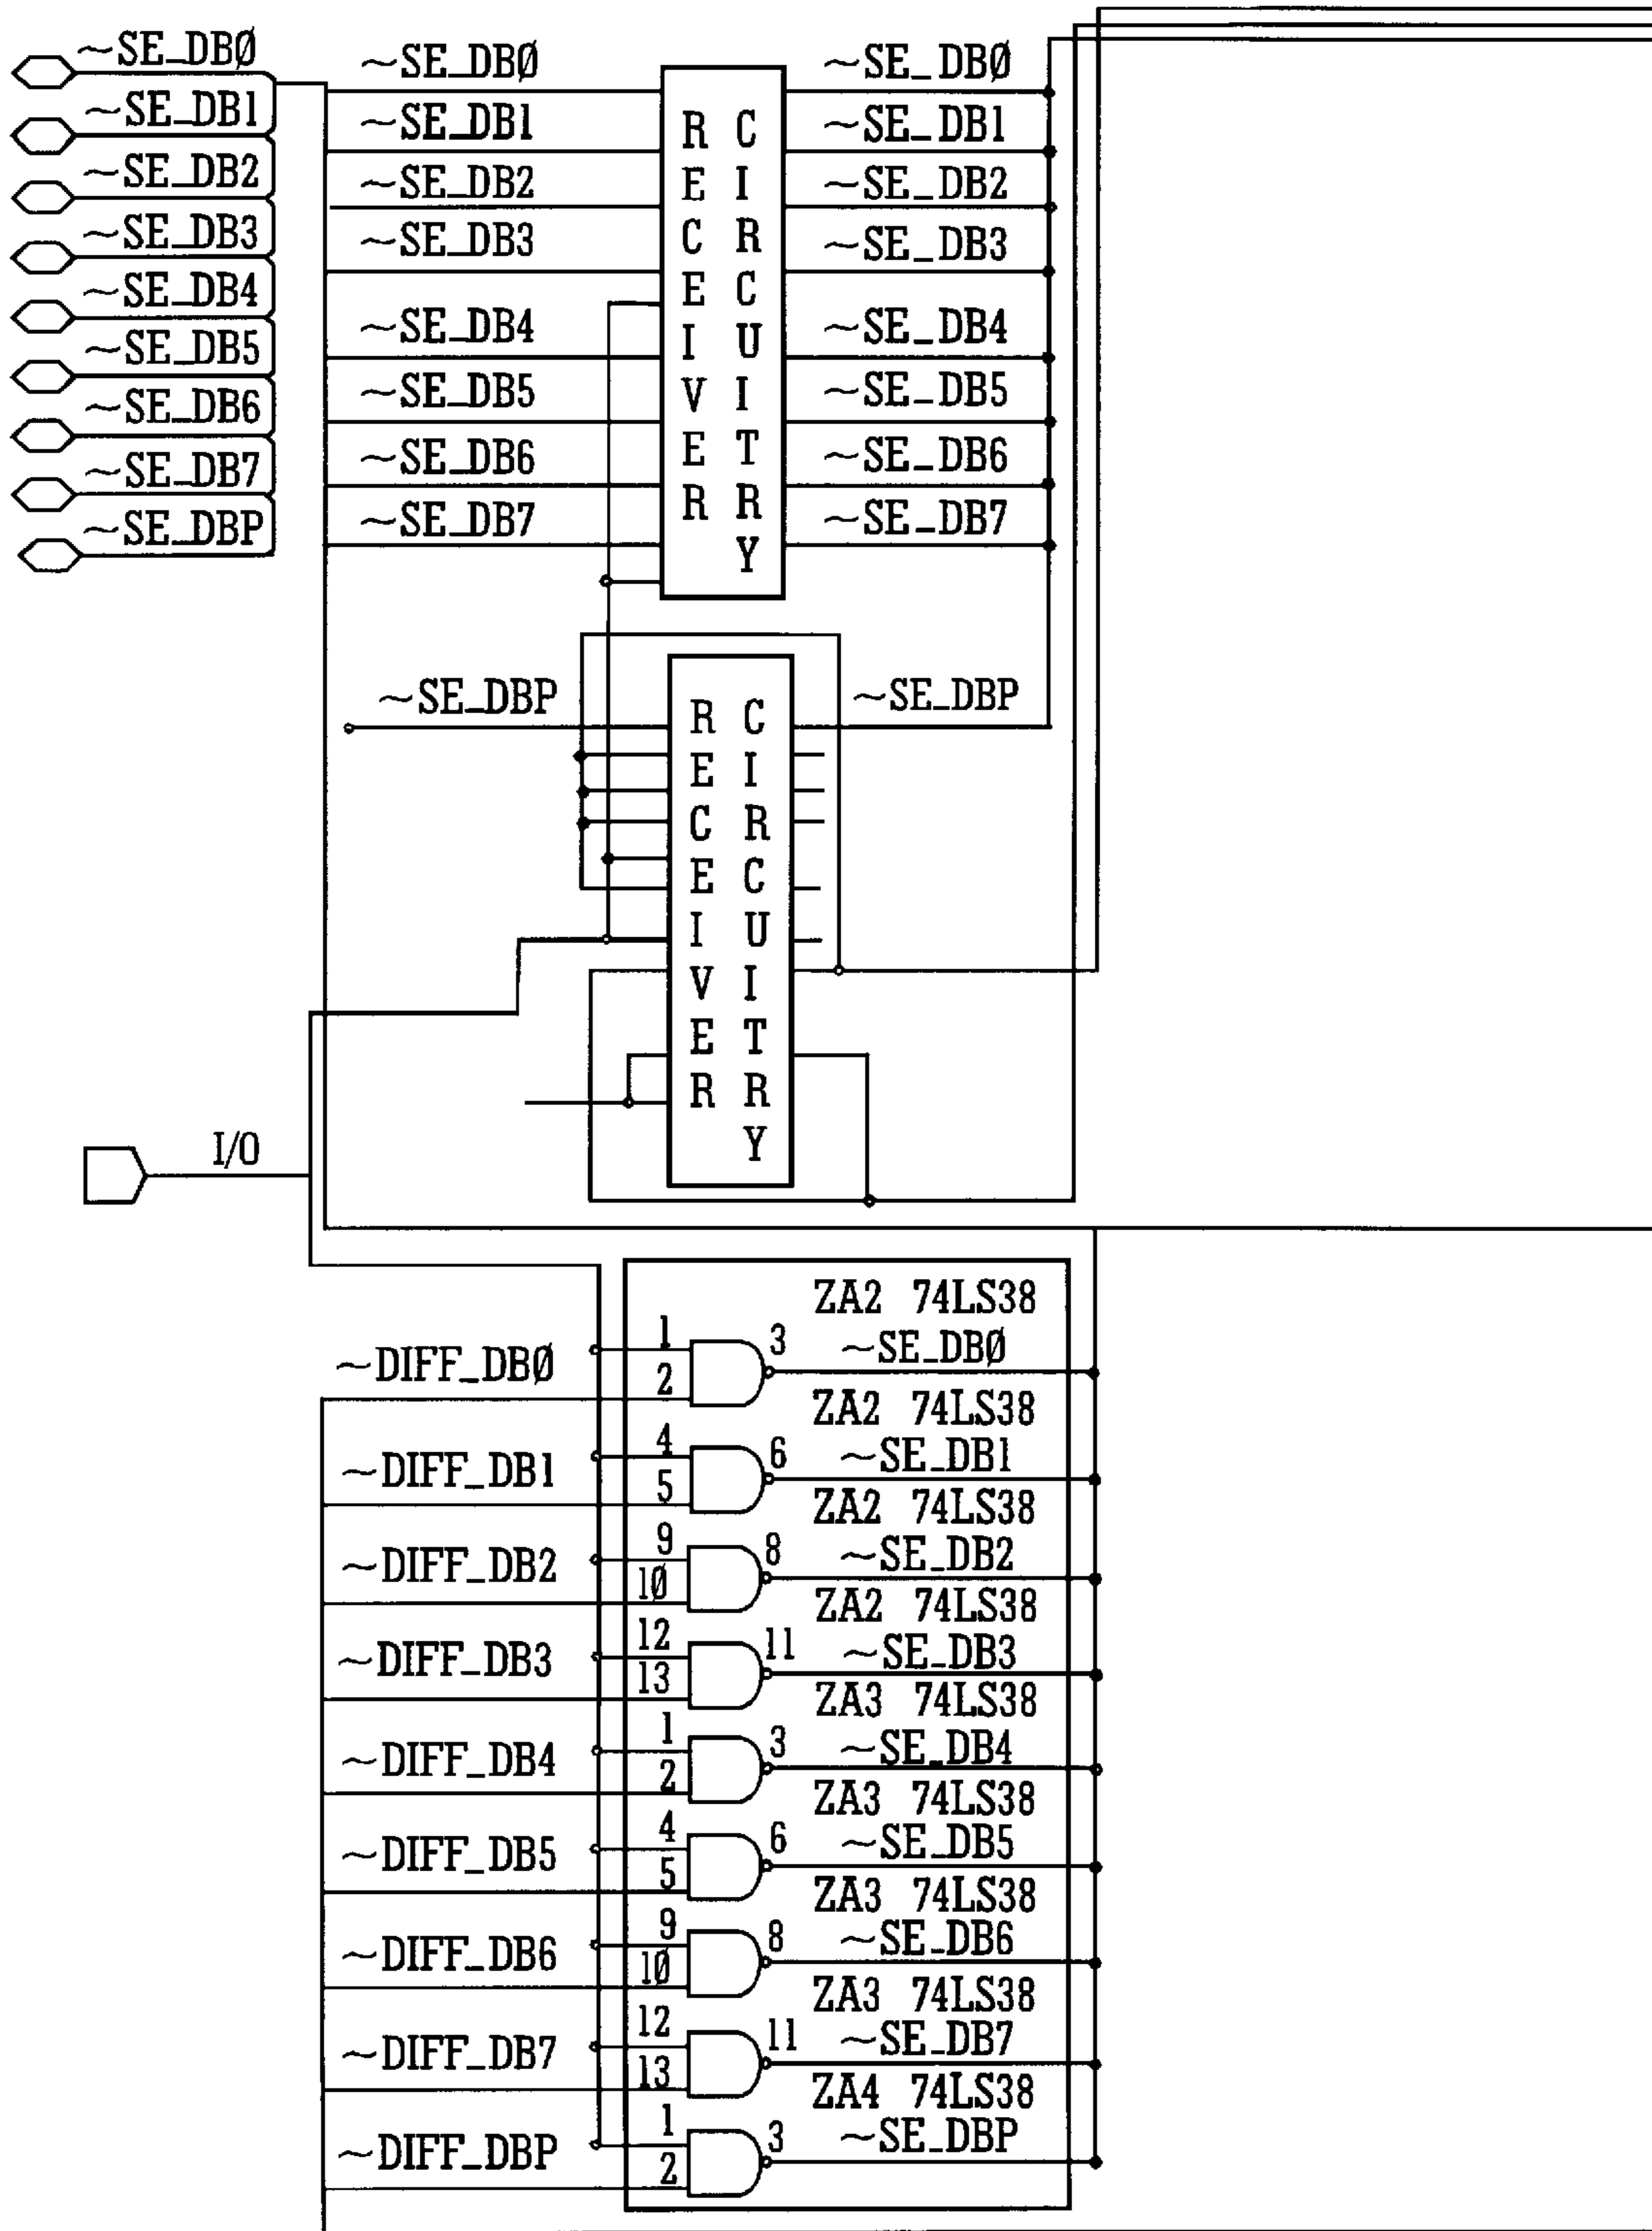 ~SE_DBØ
~SE_DB1
~SE_DB2
~SE_DB3
~SE_DB4
~SE_DB5
~SE_DB6
~SE_DB7
~SE_DBP
~SE_DBØ
~SE_DB1
~SE_DB2
~SE_DB3
~SE_DB4
~SE_DB5
~SE_DB6
~SE_DB7
RECEIVER
CIRCUITRY
~SE_DBØ
~SE_DB1
~SE_DB2
~SE_DB3
~SE_DB4
~SE_DB5
~SE_DB6
~SE_DB7
~SE_DBP
RECEIVER
CIRCUITRY
~SE_DBP
I/O
ZA2 74LS38
~DIFF_DBØ
1
2
3
~SE_DBØ
ZA2 74LS38
~DIFF_DB1
4
5
6
~SE_DB1
ZA2 74LS38
~DIFF_DB2
9
1Ø
8
~SE_DB2
ZA2 74LS38
~DIFF_DB3
12
13
11
~SE_DB3
ZA3 74LS38
~DIFF_DB4
1
2
3
~SE_DB4
ZA3 74LS38
~DIFF_DB5
4
5
6
~SE_DB5
ZA3 74LS38
~DIFF_DB6
9
1Ø
8
~SE_DB6
ZA3 74LS38
~DIFF_DB7
12
13
11
~SE_DB7
ZA4 74LS38
~DIFF_DBP
1
2
3
~SE_DBP